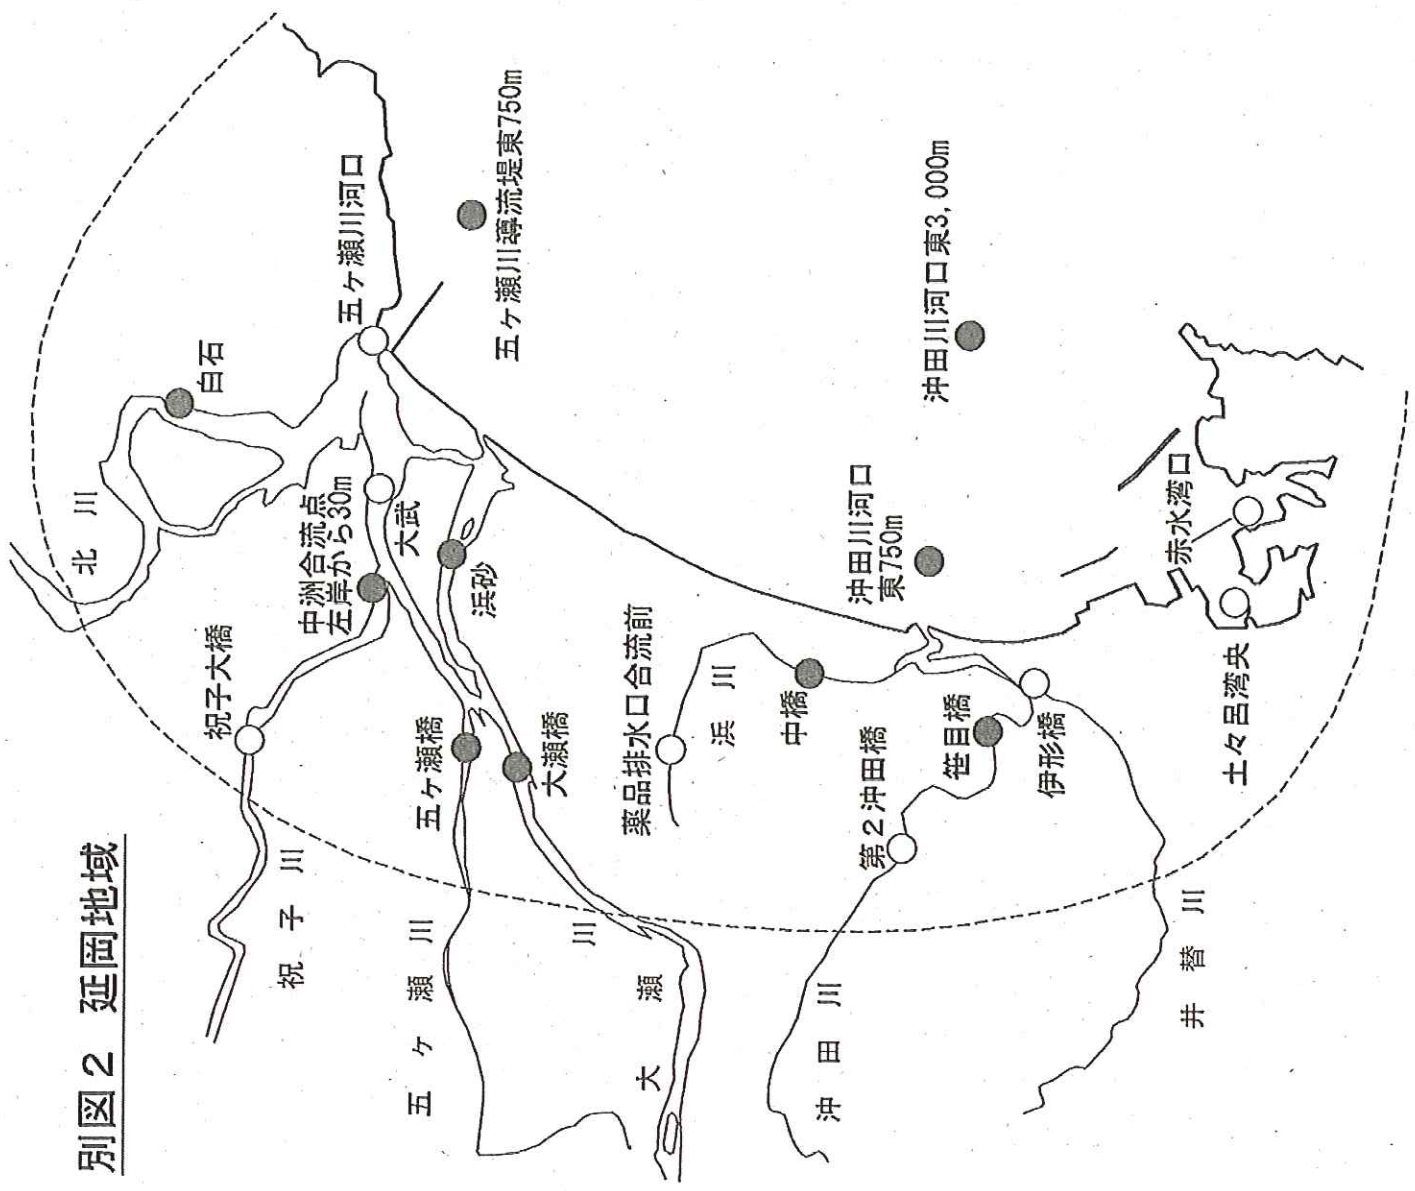 別図2 延岡地域
北川
白石
五ヶ瀬川河口
五ヶ瀬川導流堤東750m
祝子大橋
中洲合流点
左岸から30m
大武
浜砂
祝子川
五ヶ瀬橋
大瀬橋
五ヶ瀬川
大瀬川
薬品排水口合流前
浜川
中橋
沖田川河口
東750m
沖田川河口東3,000m
第2沖田橋
笹目橋
伊形橋
沖田川
井替川
赤水湾口
土々呂湾央